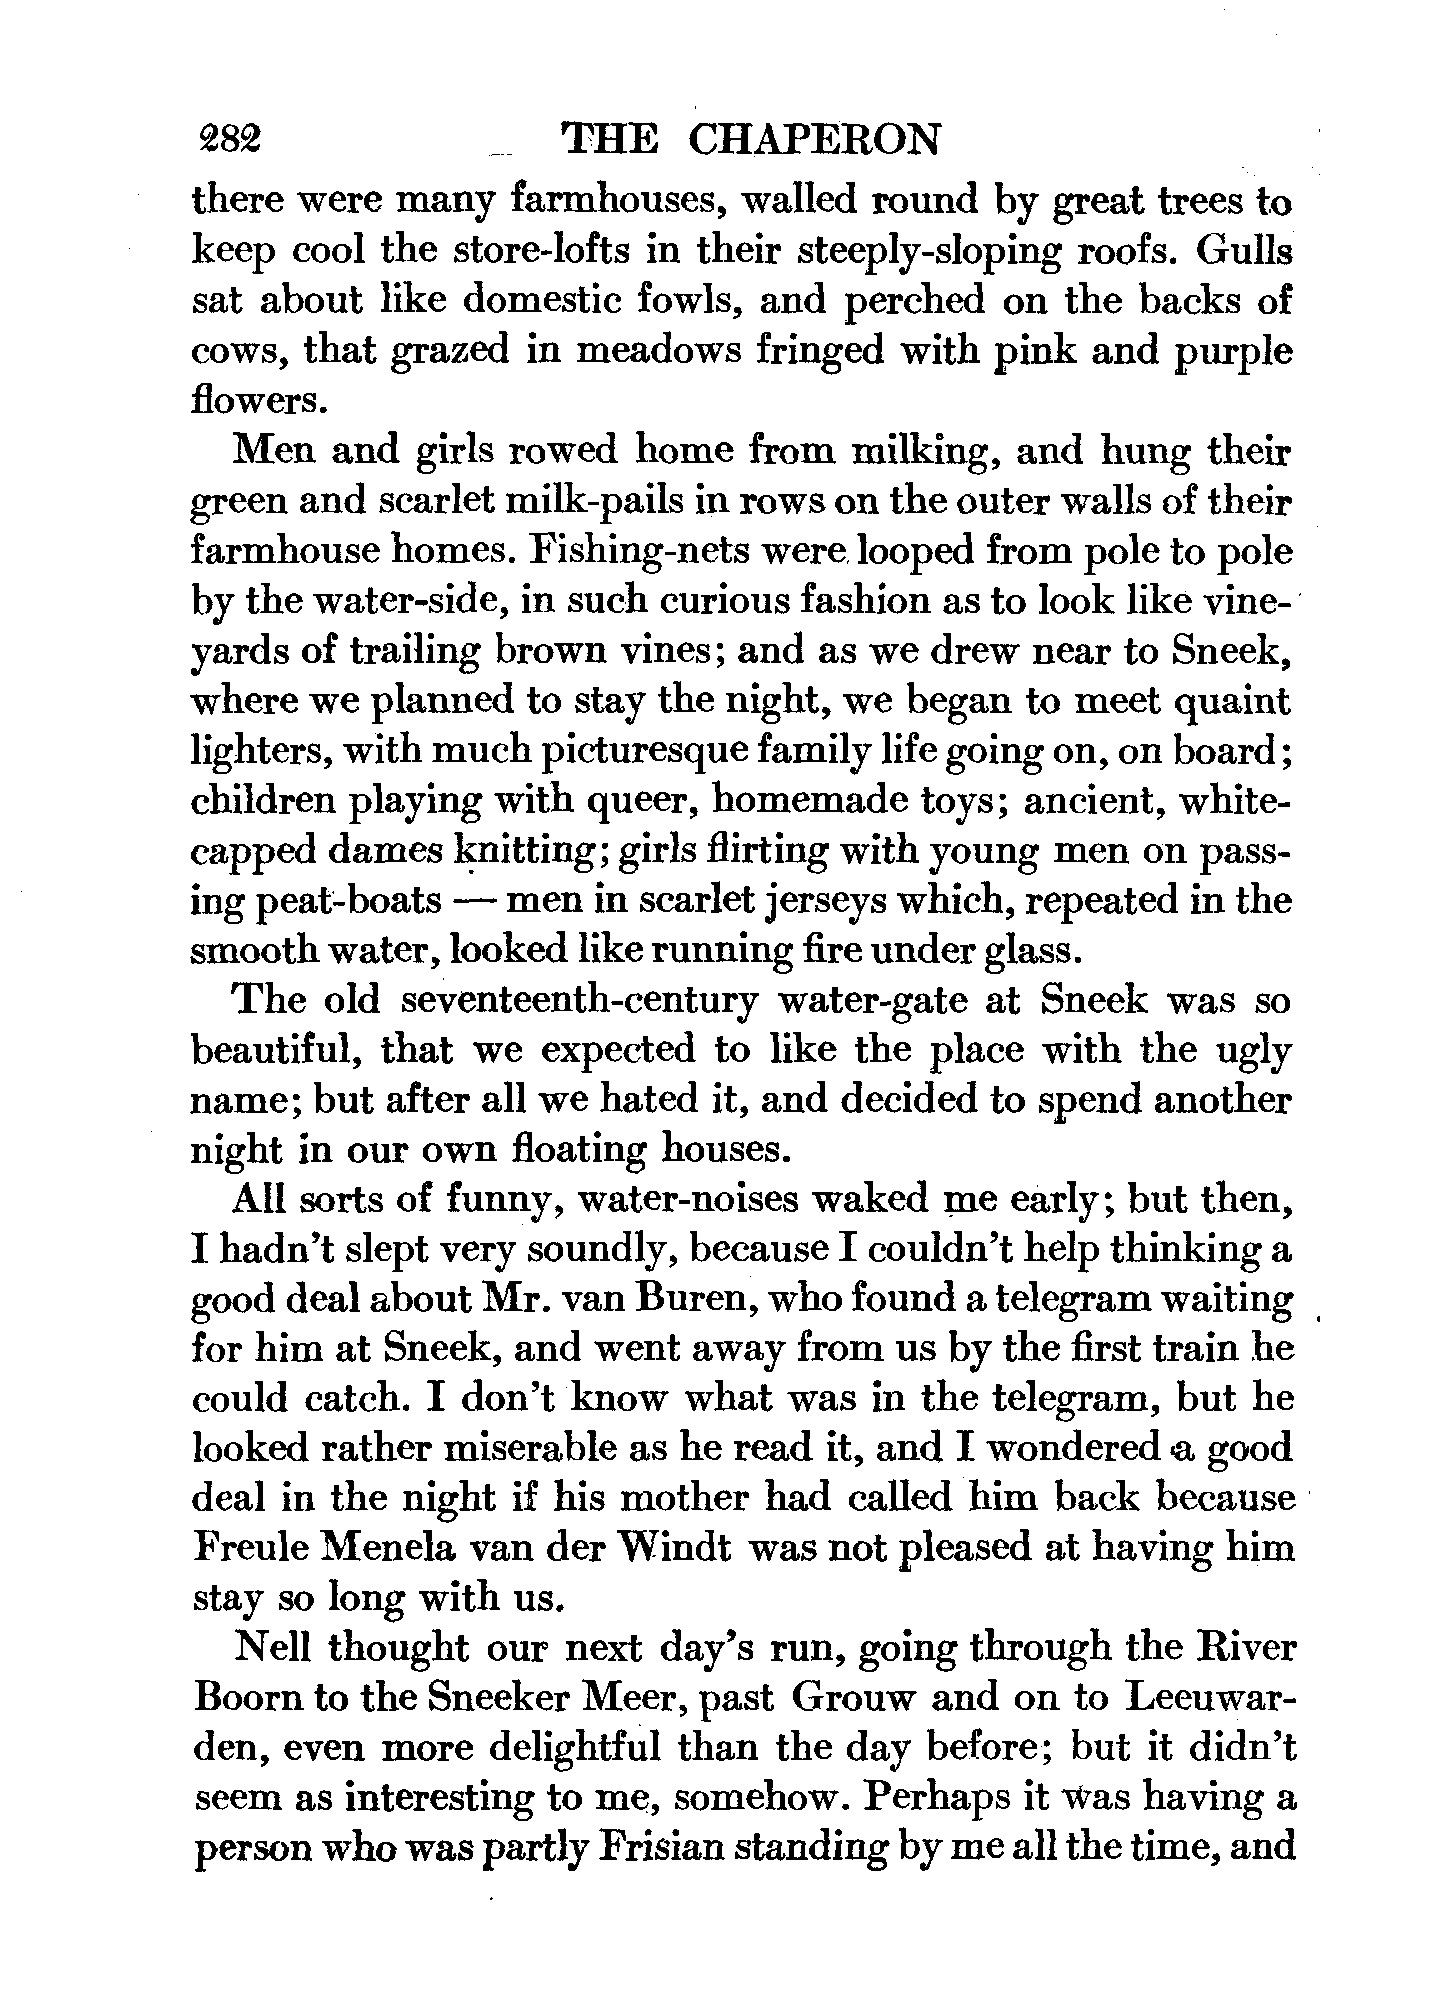 282 THE CHAPERON
there were many farmhouses, walled round by great trees to
keep cool the store-lofts in their steeply-sloping roofs. Gulls
sat about like domestic fowls, and perched on the backs of
cows, that grazed in meadows fringed with pink and purple
flowers.
Men and girls rowed home from milking, and hung their
green and scarlet milk-pails in rows on the outer walls of their
farmhouse homes. Fishing-nets were looped from pole to pole
by the water-side, in such curious fashion as to look like vine-
yards of trailing brown vines; and as we drew near to Sneek,
where we planned to stay the night, we began to meet quaint
lighters, with much picturesque family life going on, on board;
children playing with queer, homemade toys; ancient, white-
capped dames knitting; girls flirting with young men on pass-
ing peat-boats — men in scarlet jerseys which, repeated in the
smooth water, looked like running fire under glass.
The old seventeenth-century water-gate at Sneek was so
beautiful, that we expected to like the place with the ugly
name; but after all we hated it, and decided to spend another
night in our own floating houses.
All sorts of funny, water-noises waked me early; but then,
I hadn't slept very soundly, because I couldn't help thinking a
good deal about Mr. van Buren, who found a telegram waiting
for him at Sneek, and went away from us by the first train he
could catch. I don't know what was in the telegram, but he
looked rather miserable as he read it, and I wondered a good
deal in the night if his mother had called him back because
Freule Menela van der Windt was not pleased at having him
stay so long with us.
Nell thought our next day's run, going through the River
Boorn to the Sneeker Meer, past Grouw and on to Leeuwar-
den, even more delightful than the day before; but it didn't
seem as interesting to me, somehow. Perhaps it was having a
person who was partly Frisian standing by me all the time, and